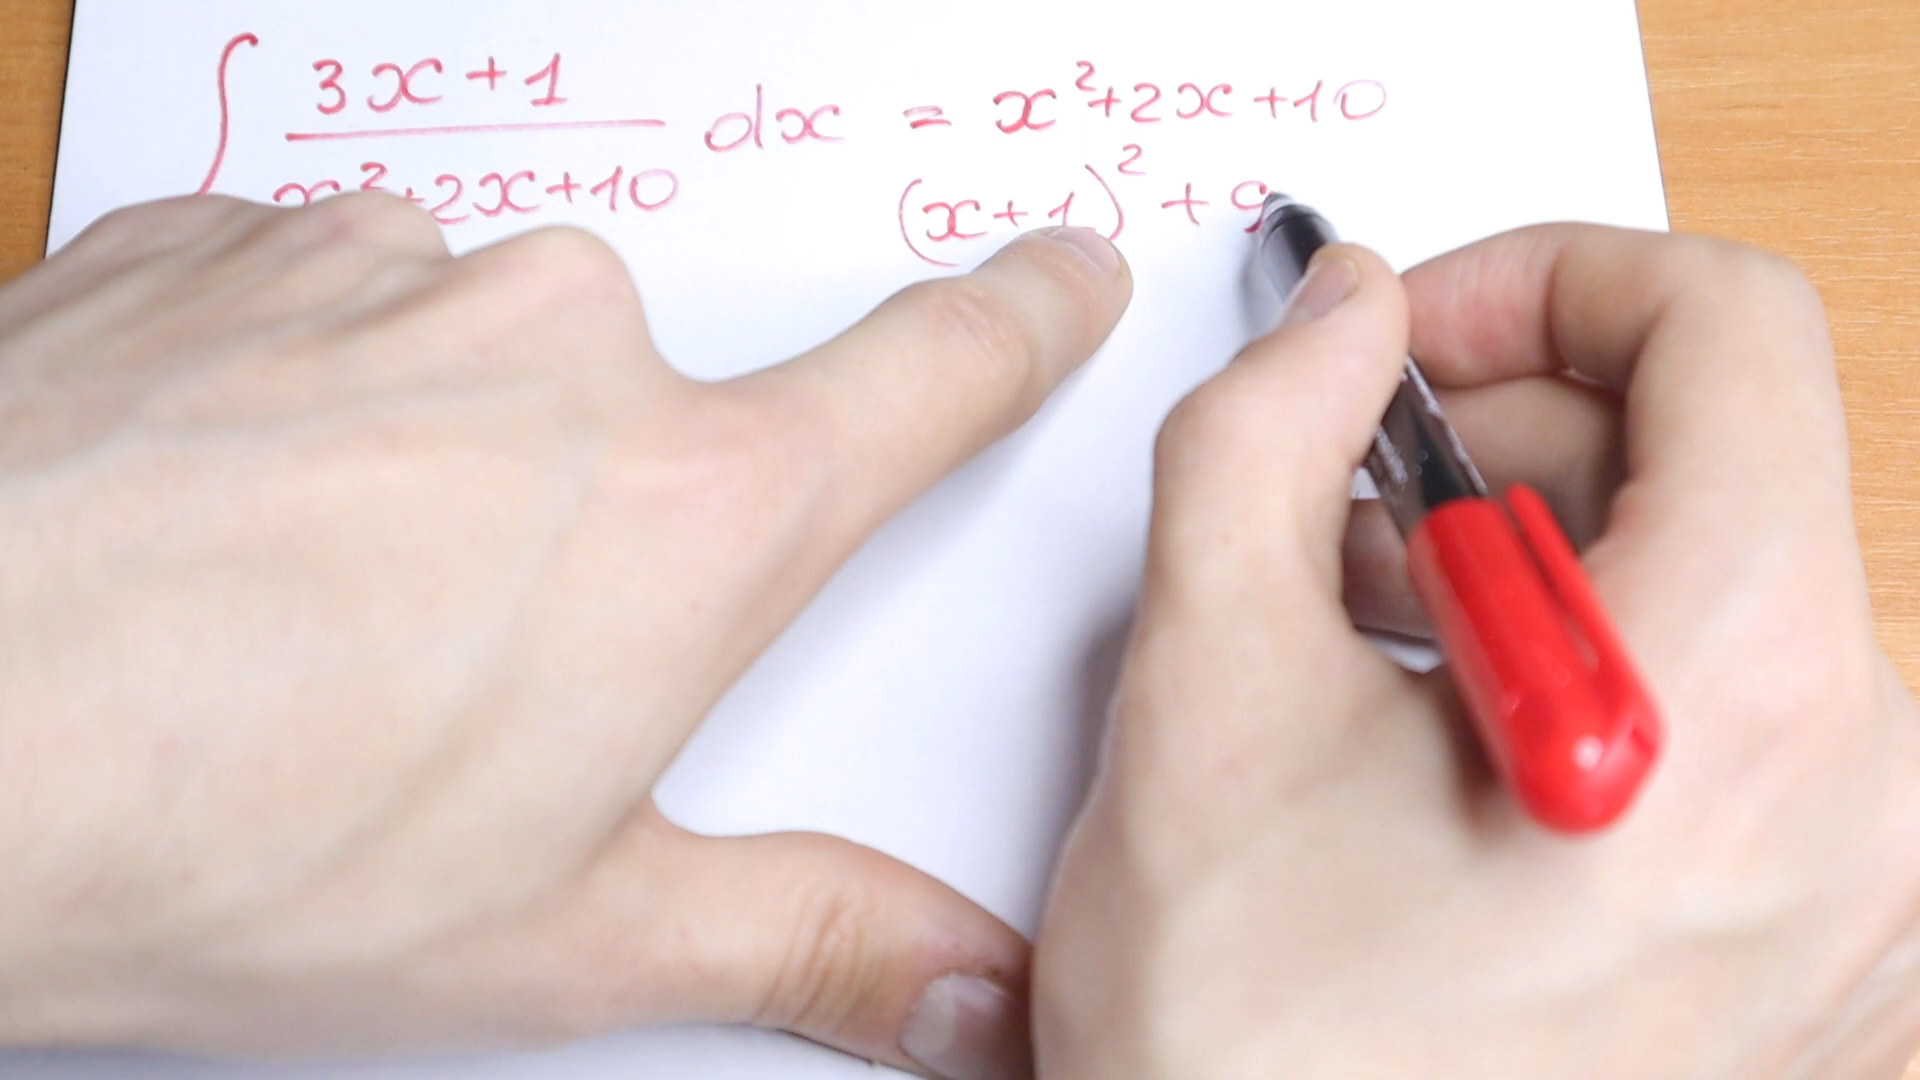 ∫ (3x+1)/(x²+2x+10) dx = x²+2x+10
(x+1)² + 9